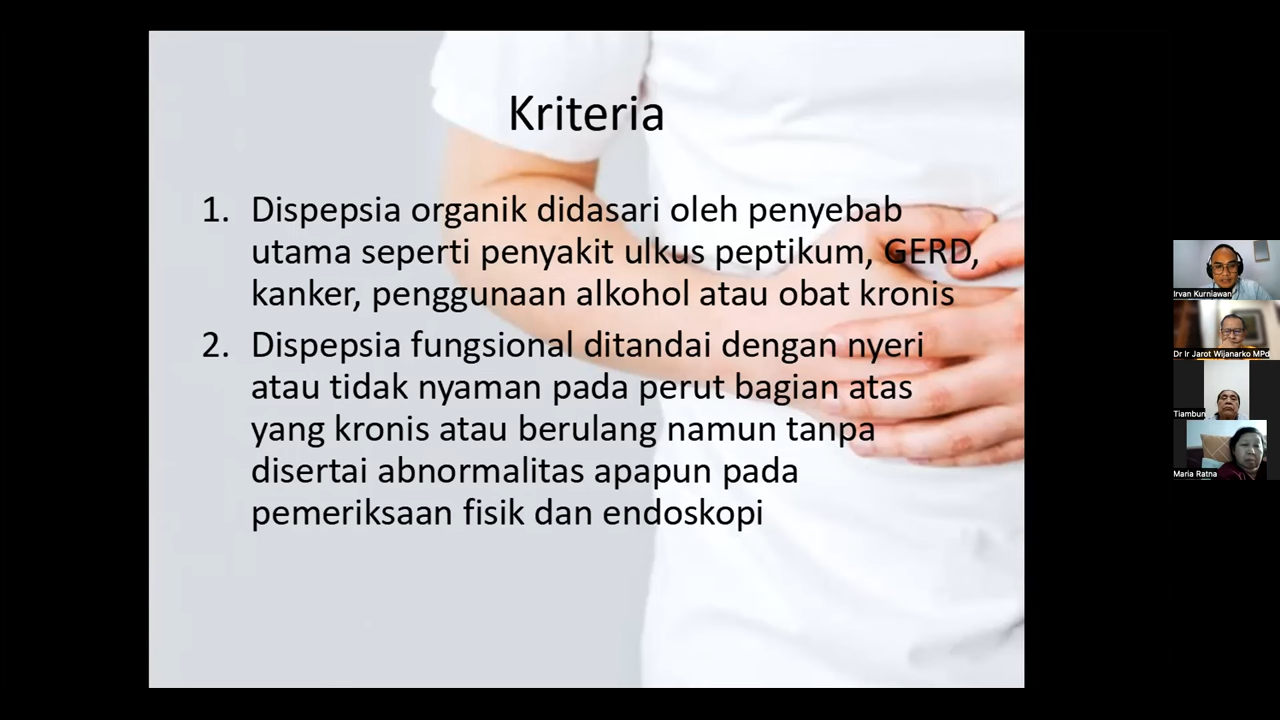 Kriteria
1. Dispepsia organik didasari oleh penyebab
utama seperti penyakit ulkus peptikum, GERD,
kanker, penggunaan alkohol atau obat kronis
2. Dispepsia fungsional ditandai dengan nyeri
atau tidak nyaman pada perut bagian atas
yang kronis atau berulang namun tanpa
disertai abnormalitas apapun pada
pemeriksaan fisik dan endoskopi
Irvan Kurniawan
Dr Ir Jarot Wijanarko MPd
Tiambun
Maria Ratna